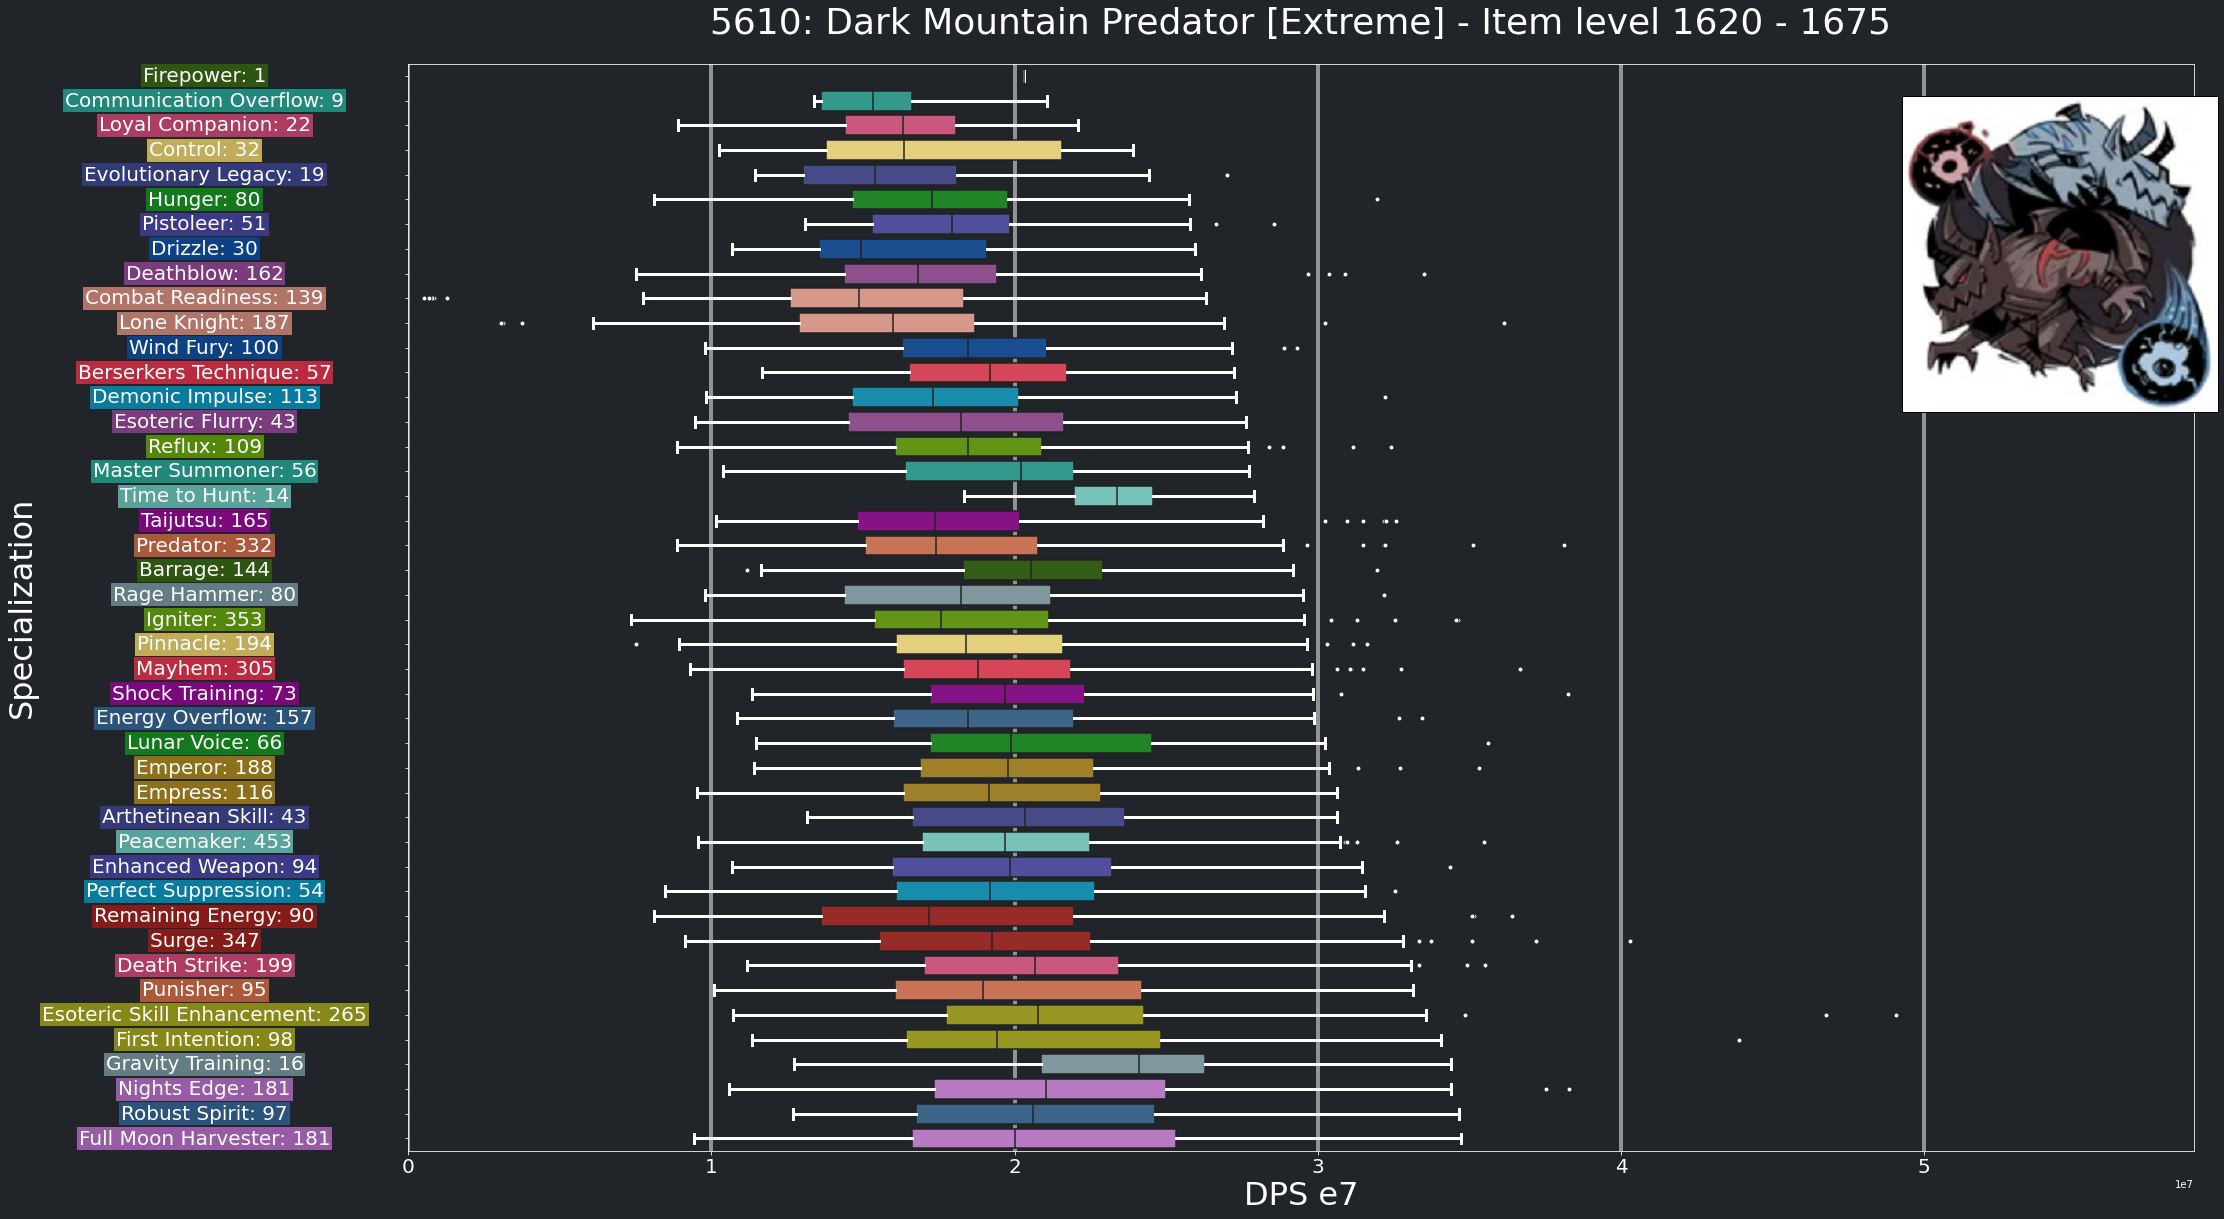 5610: Dark Mountain Predator [Extreme] - Item level 1620 - 1675
Specialization
Firepower: 1
Communication Overflow: 9
Loyal Companion: 22
Control: 32
Evolutionary Legacy: 19
Hunger: 80
Pistoleer: 51
Drizzle: 30
Deathblow: 162
Combat Readiness: 139
Lone Knight: 187
Wind Fury: 100
Berserkers Technique: 57
Demonic Impulse: 113
Esoteric Flurry: 43
Reflux: 109
Master Summoner: 56
Time to Hunt: 14
Taijutsu: 165
Predator: 332
Barrage: 144
Rage Hammer: 80
Igniter: 353
Pinnacle: 194
Mayhem: 305
Shock Training: 73
Energy Overflow: 157
Lunar Voice: 66
Emperor: 188
Empress: 116
Arthetinean Skill: 43
Peacemaker: 453
Enhanced Weapon: 94
Perfect Suppression: 54
Remaining Energy: 90
Surge: 347
Death Strike: 199
Punisher: 95
Esoteric Skill Enhancement: 265
First Intention: 98
Gravity Training: 16
Nights Edge: 181
Robust Spirit: 97
Full Moon Harvester: 181
0 1 2 3 4 5
1e7
DPS e7